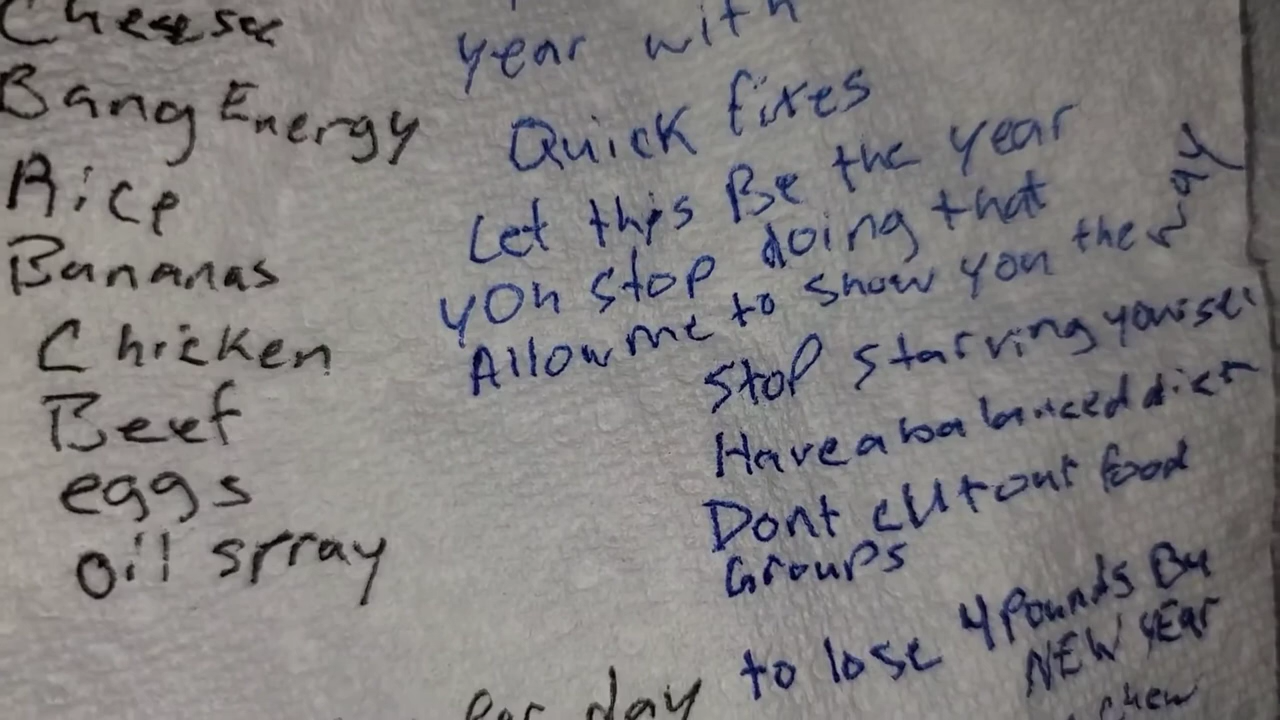 Cheese
Bang Energy
Rice
Bananas
Chicken
Beef
eggs
oil spray
year with
Quick fixes
Let this Be the year
you stop doing that
Allow me to show you the way
Stop starving yoursel
Have a ba balanced diet
Dont cut out food
Groups
to lose 4 Pounds By
NEW YEar
Per day